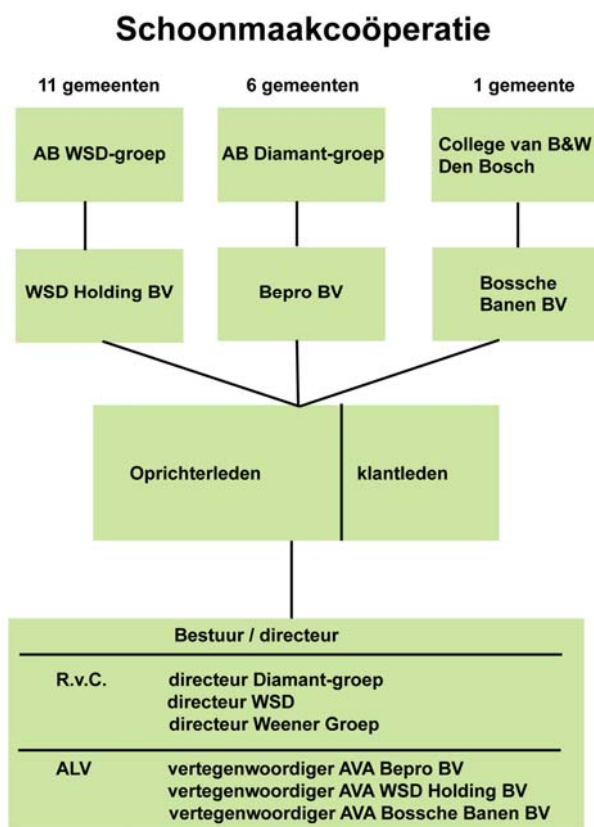 Schoonmaakcoöperatie
11 gemeenten
6 gemeenten
1 gemeente
AB WSD-groep
AB Diamant-groep
College van B&W
Den Bosch
WSD Holding BV
Bepro BV
Bossche
Banen BV
Oprichterleden
klantleden
Bestuur / directeur
R.v.C. directeur Diamant-groep
directeur WSD
directeur Weener Groep
ALV vertegenwoordiger AVA Bepro BV
vertegenwoordiger AVA WSD Holding BV
vertegenwoordiger AVA Bossche Banen BV